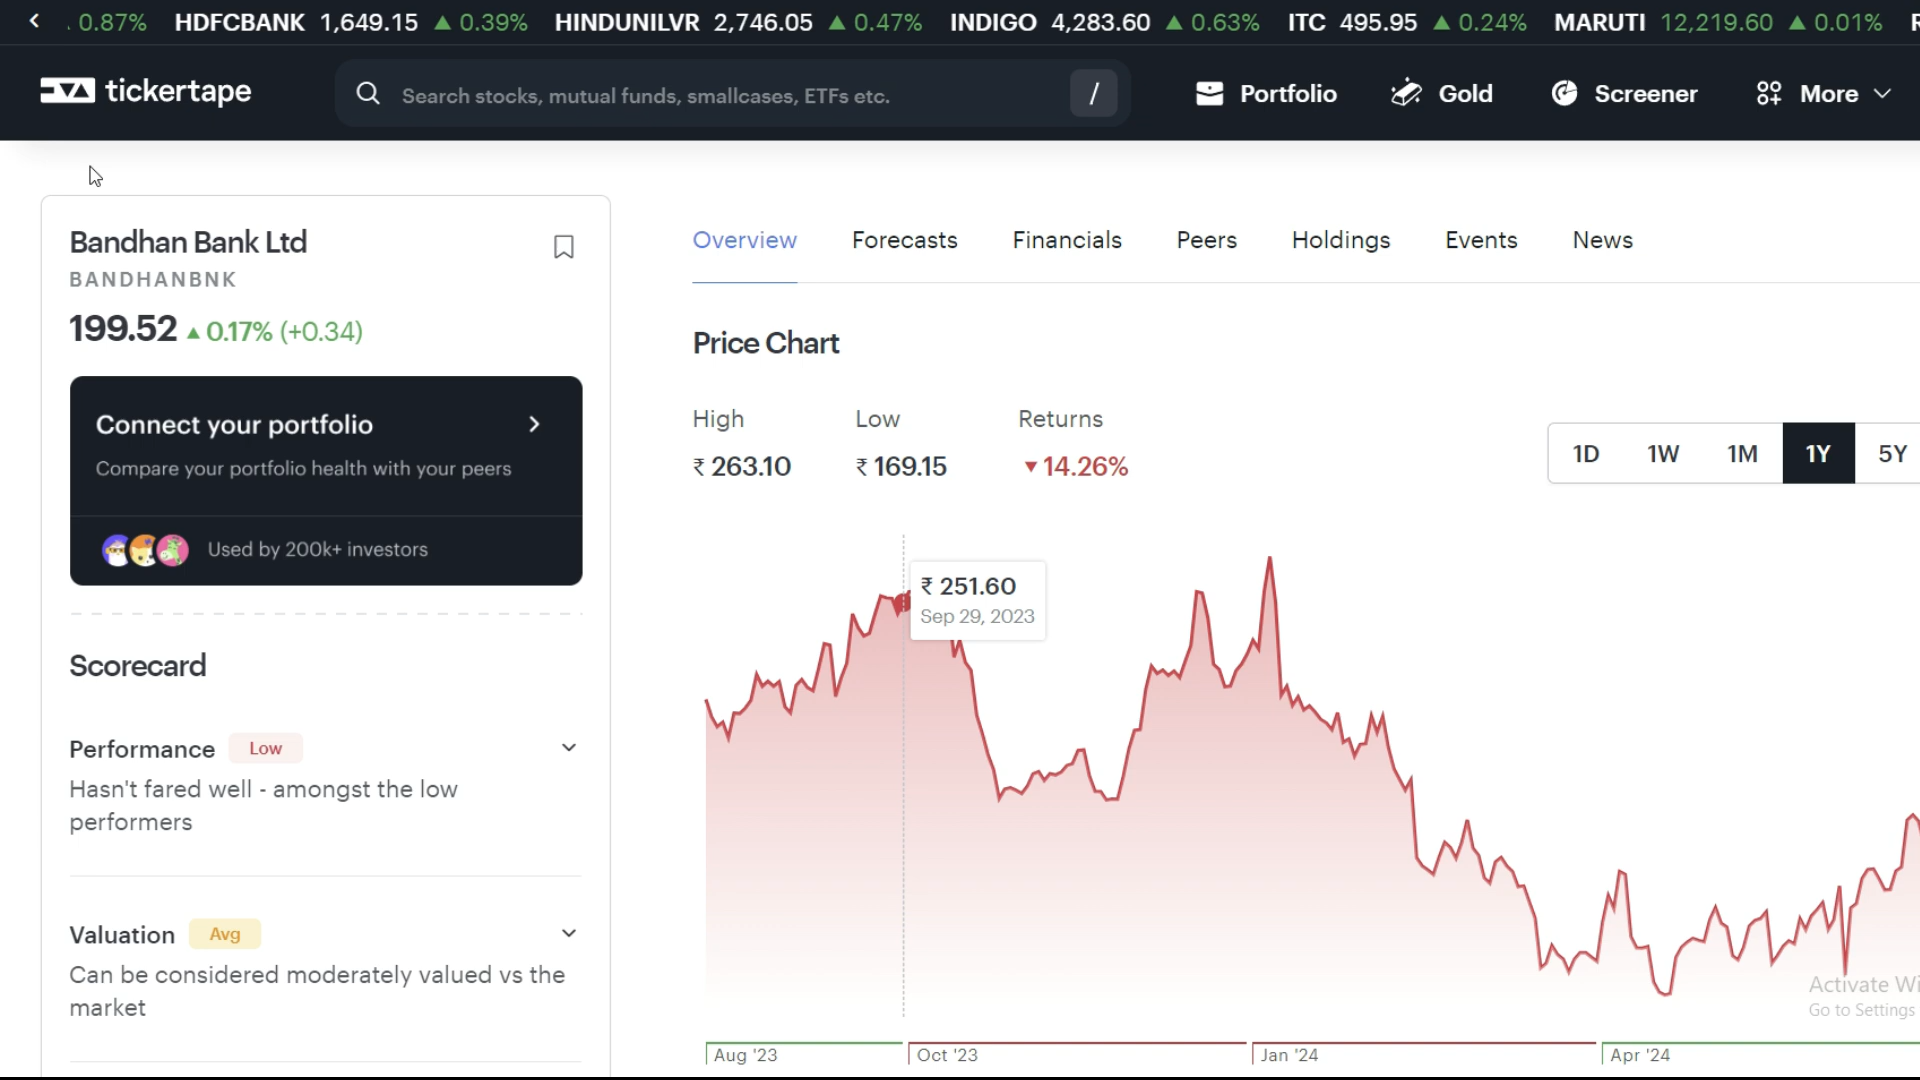 0.87% HDFCBANK 1,649.15 ▲ 0.39% HINDUNILVR 2,746.05 ▲ 0.47% INDIGO 4,283.60 ▲ 0.63% ITC 495.95 ▲ 0.24% MARUTI 12,219.60 ▲ 0.01%
tickertape Search stocks, mutual funds, smallcases, ETFs etc. / Portfolio Gold Screener More
Bandhan Bank Ltd
BANDHANBNK
199.52 ▲ 0.17% (+0.34)
Connect your portfolio
Compare your portfolio health with your peers
Used by 200k+ investors
Scorecard
Performance Low
Hasn't fared well - amongst the low
performers
Valuation Avg
Can be considered moderately valued vs the
market
Overview Forecasts Financials Peers Holdings Events News
Price Chart
High Low Returns
₹ 263.10 ₹ 169.15 ▼ 14.26%
1D 1W 1M 1Y 5Y
₹ 251.60
Sep 29, 2023
Aug '23 Oct '23 Jan '24 Apr '24
Activate Wi
Go to Settings